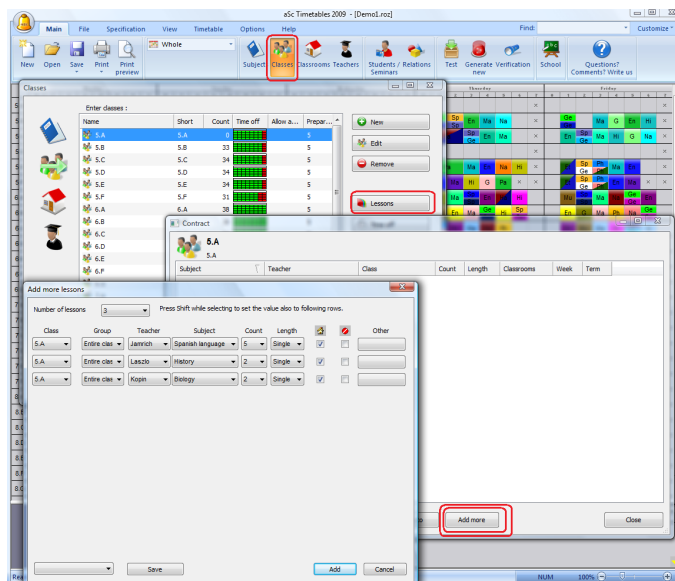 aSc Timetables 2009 - [Demo1.roz]
Main File Specification View Timetable Options Help Find: Customize
Whole
New Open Save Print Print preview Subject Classes Classrooms Teachers Students / Seminars Relations Test Generate new Verification School Questions? Comments? Write us
Classes
Thursday Friday
Enter classes :
Name Short Count Time off Allow a... Prepar...
5.A 5.A 0 5
5.B 5.B 33 5
5.C 5.C 34 5
5.D 5.D 34 5
5.E 5.E 34 5
5.F 5.F 31 5
6.A 6.A 38 5
6.B
6.C
6.D
6.E
6.F
New
Edit
Remove
Lessons
Contract
5.A
5.A
Subject Teacher Class Count Length Classrooms Week Term
Add more lessons
Number of lessons 3 Press Shift while selecting to set the value also to following rows.
Class Group Teacher Subject Count Length Other
5.A Entire clas Jamrich Spanish language 5 Single
5.A Entire clas Laszlo History 2 Single
5.A Entire clas Kopin Biology 2 Single
Add more Close
Save Add Cancel
NUM 100%